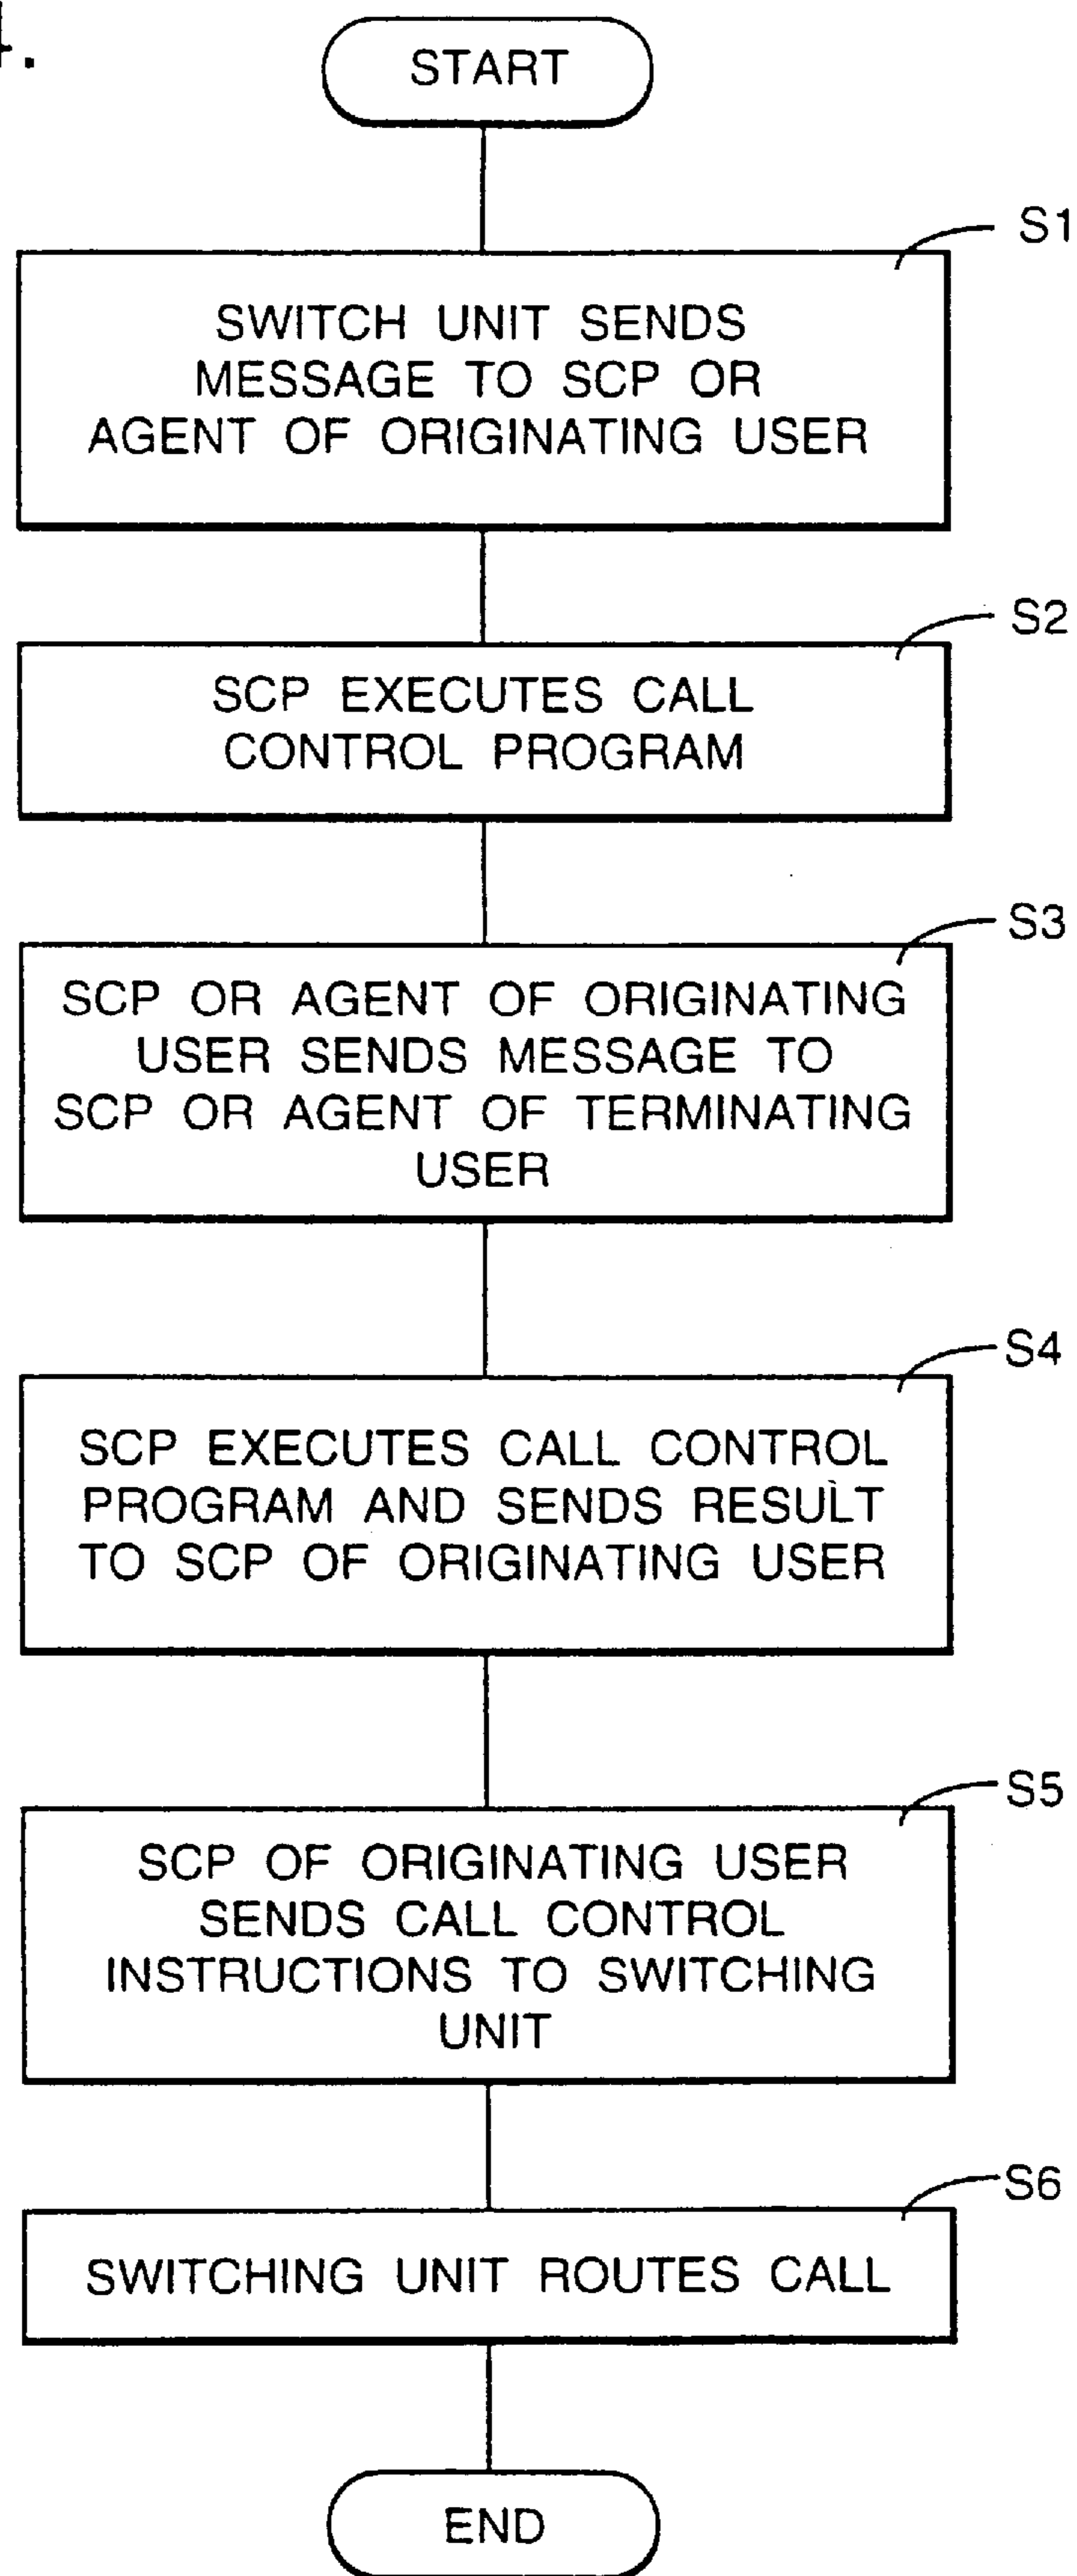 4.
START
S1
SWITCH UNIT SENDS
MESSAGE TO SCP OR
AGENT OF ORIGINATING USER
S2
SCP EXECUTES CALL
CONTROL PROGRAM
S3
SCP OR AGENT OF ORIGINATING
USER SENDS MESSAGE TO
SCP OR AGENT OF TERMINATING
USER
S4
SCP EXECUTES CALL CONTROL
PROGRAM AND SENDS RESULT
TO SCP OF ORIGINATING USER
S5
SCP OF ORIGINATING USER
SENDS CALL CONTROL
INSTRUCTIONS TO SWITCHING
UNIT
S6
SWITCHING UNIT ROUTES CALL
END